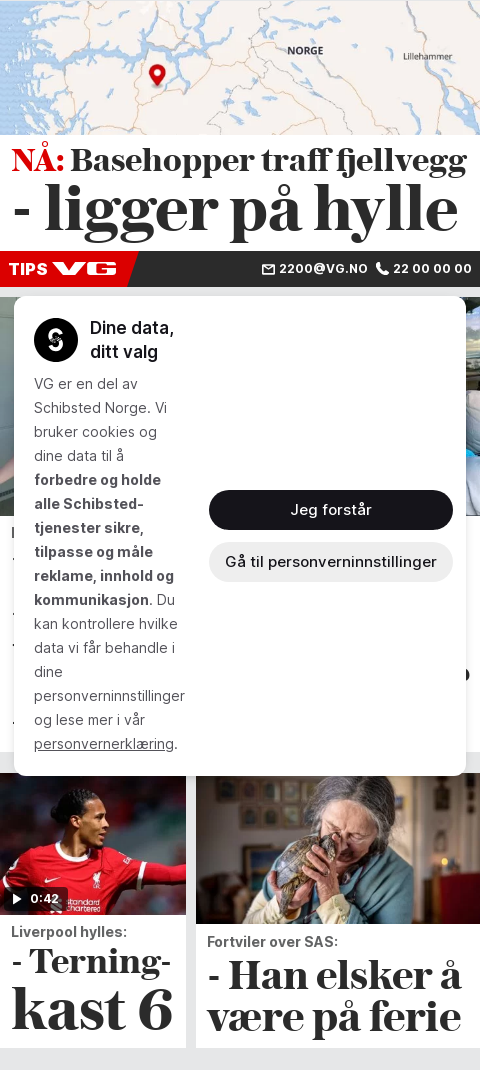 NORGE
Lillehammer
NÅ: Basehopper traff fjellvegg
- ligger på hylle
TIPS VG
2200@VG.NO 22 00 00 00
Dine data,
ditt valg
VG er en del av
Schibsted Norge. Vi
bruker cookies og
dine data til å
forbedre og holde
alle Schibsted-
tjenester sikre,
tilpasse og måle
reklame, innhold og
kommunikasjon. Du
kan kontrollere hvilke
data vi får behandle i
dine
personverninnstillinger
og lese mer i vår
personvernerklæring.
Jeg forstår
Gå til personverninnstillinger
0:42
standard
chartered
Liverpool hylles:
- Terning-
kast 6
Fortviler over SAS:
- Han elsker å
være på ferie